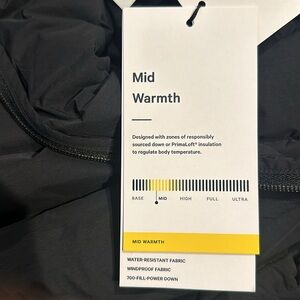 Mid
Warmth
Designed with zones of responsibly
sourced down or PrimaLoft® insulation
to regulate body temperature.
BASE MID HIGH FULL ULTRA
MID WARMTH
WATER-RESISTANT FABRIC
WINDPROOF FABRIC
700-FILL-POWER DOWN